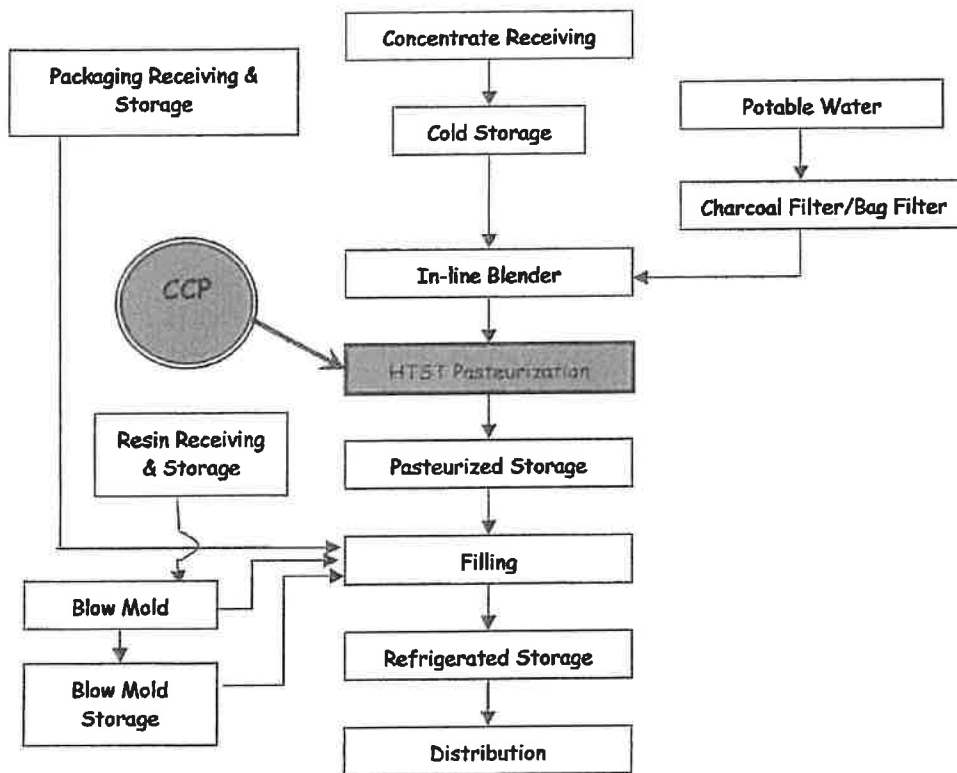 Concentrate Receiving
Packaging Receiving &
Storage
Potable Water
Cold Storage
Charcoal Filter/Bag Filter
In-line Blender
CCP
HTST Pasteurization
Resin Receiving
& Storage
Pasteurized Storage
Filling
Blow Mold
Refrigerated Storage
Blow Mold
Storage
Distribution